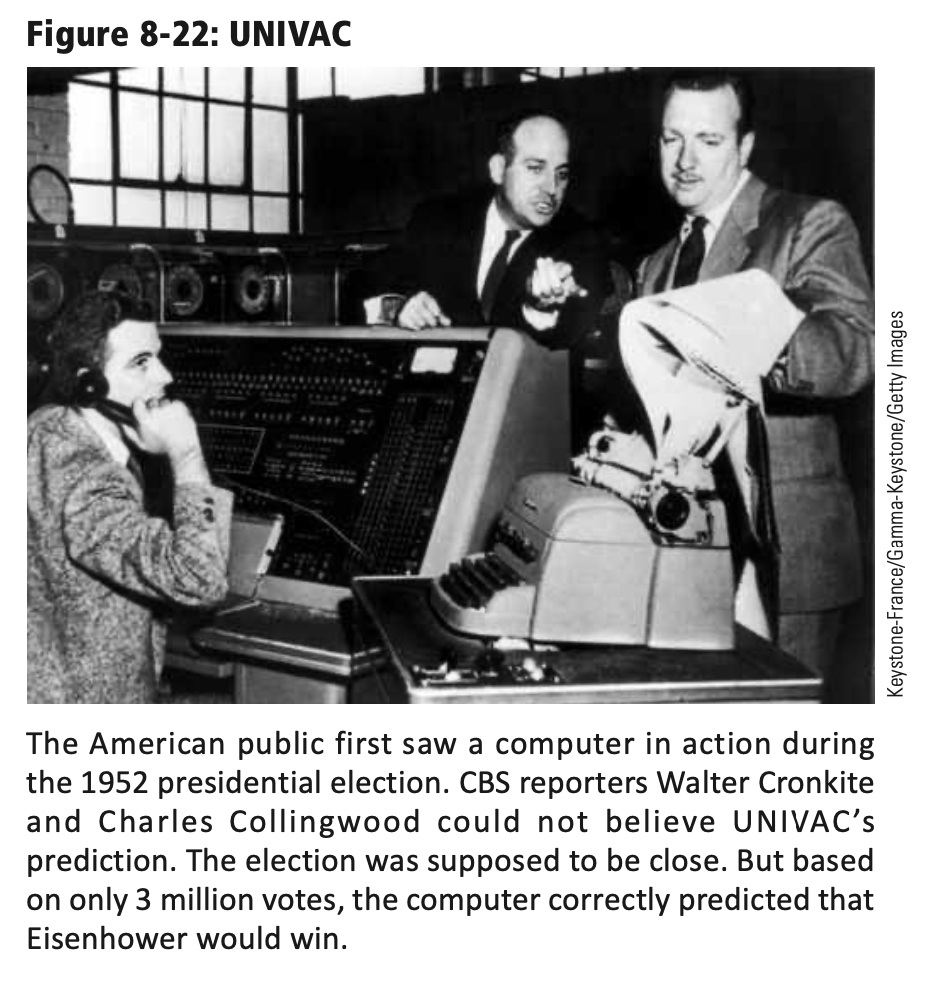 Figure 8-22: UNIVAC
Keystone-France/Gamma-Keystone/Getty Images
The American public first saw a computer in action during
the 1952 presidential election. CBS reporters Walter Cronkite
and Charles Collingwood could not believe UNIVAC’s
prediction. The election was supposed to be close. But based
on only 3 million votes, the computer correctly predicted that
Eisenhower would win.